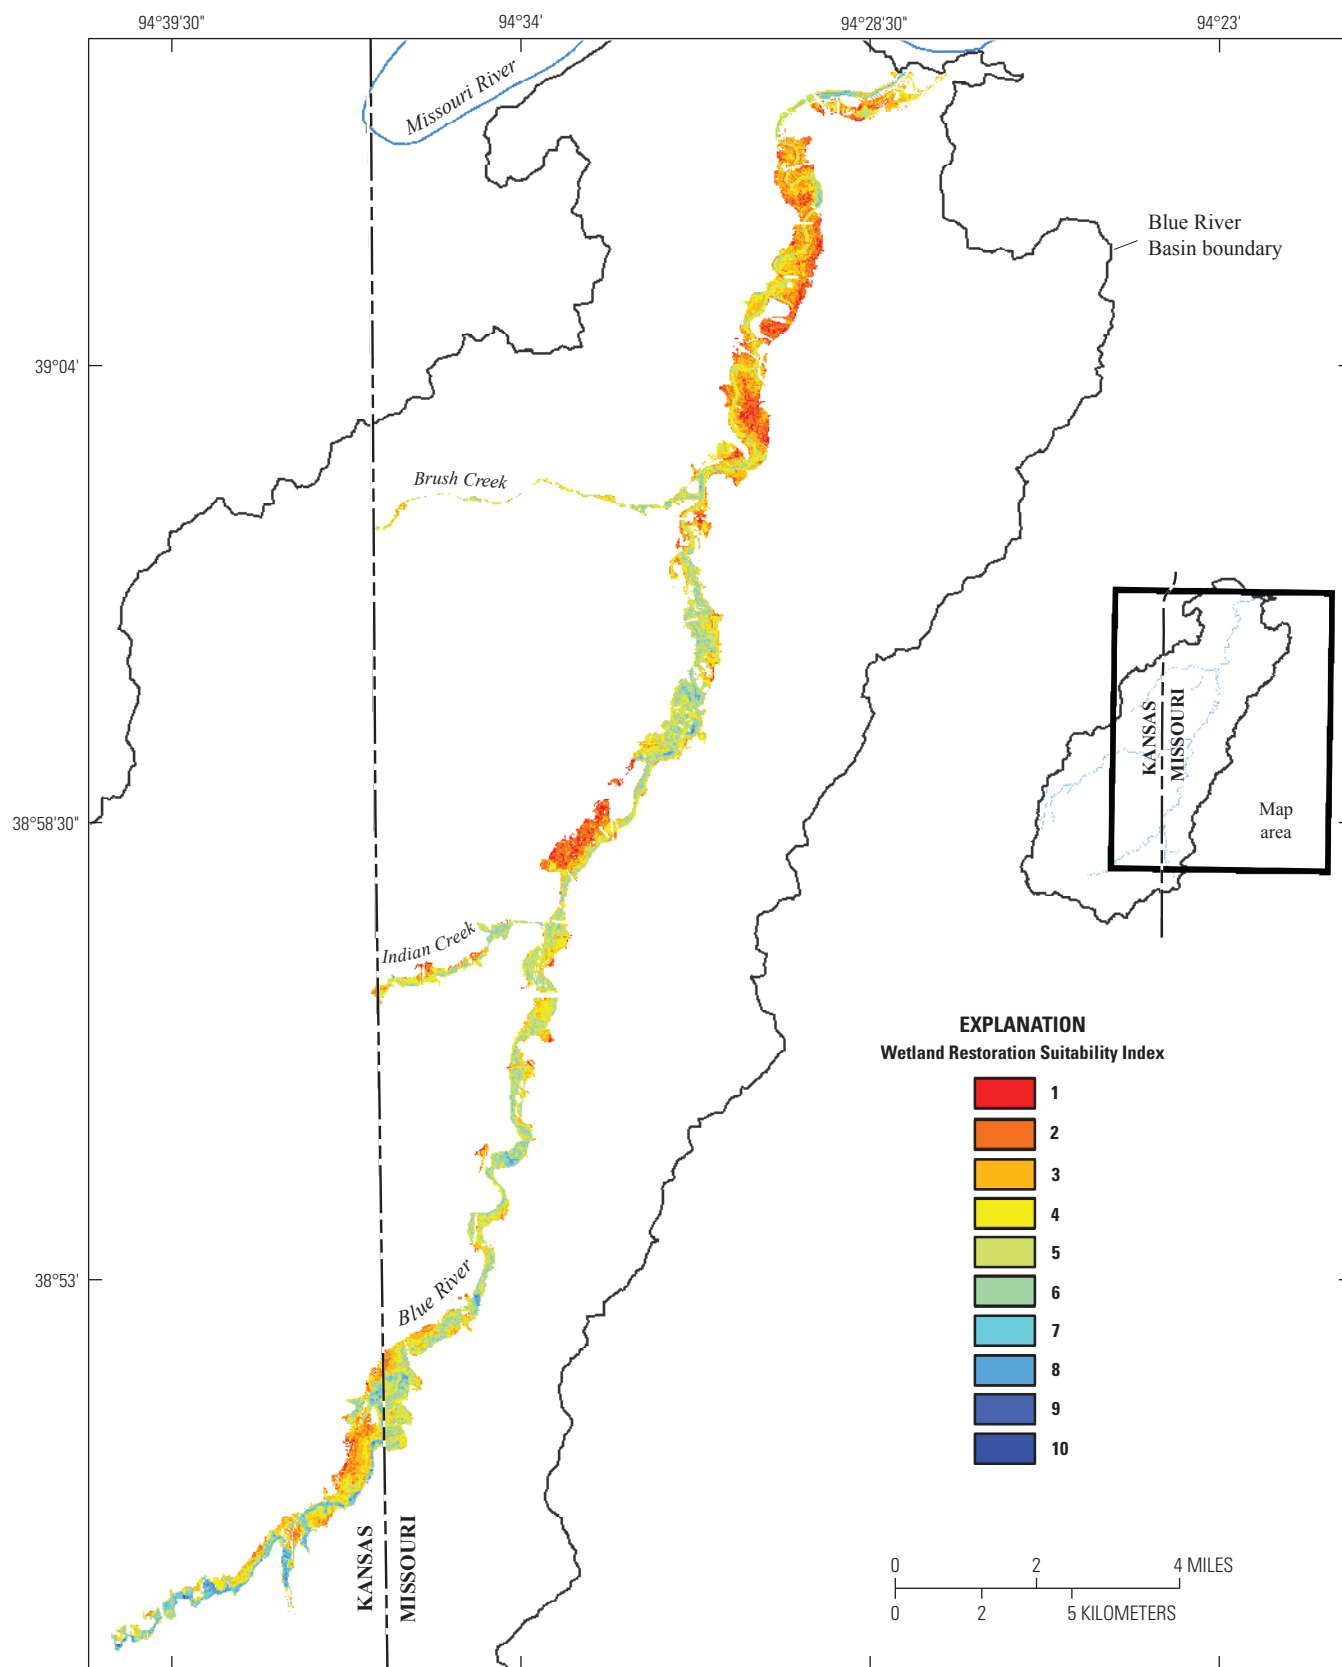 94°39'30"
94°34'
94°28'30"
94°23'
Missouri River
Blue River
Basin boundary
39°04'
Brush Creek
KANSAS
MISSOURI
Map
area
38°58'30"
Indian Creek
EXPLANATION
Wetland Restoration Suitability Index
1
2
3
4
5
6
7
8
9
10
38°53'
Blue River
KANSAS
MISSOURI
0 2 4 MILES
0 2 5 KILOMETERS